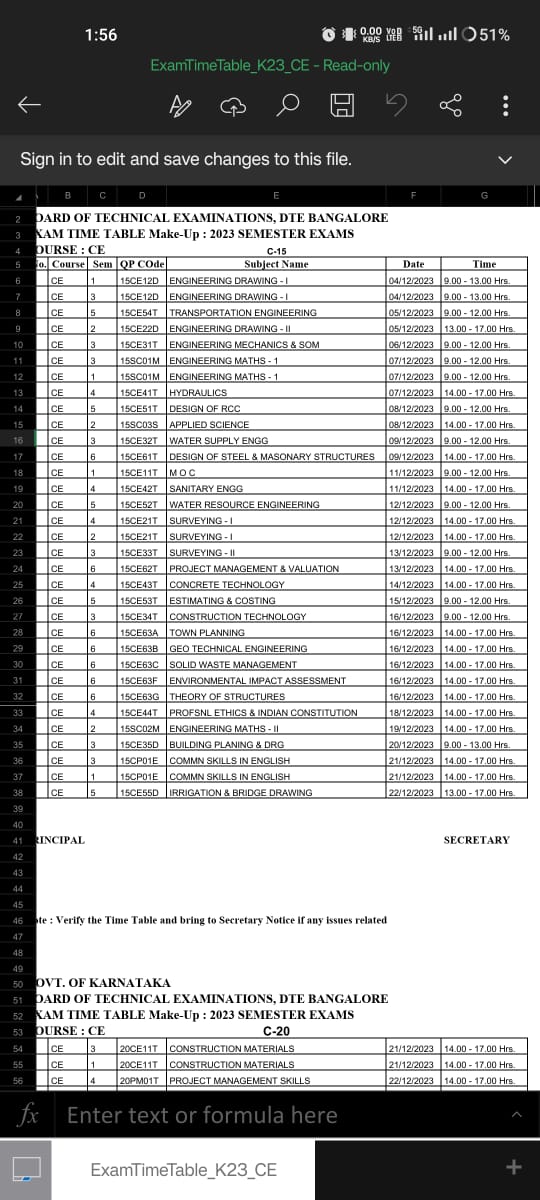 1:56 0.00 KB/S VoD LTEB 5G 51%
ExamTimeTable_K23_CE - Read-only
Sign in to edit and save changes to this file.
B C D E F G
2 OARD OF TECHNICAL EXAMINATIONS, DTE BANGALORE
3 XAM TIME TABLE Make-Up : 2023 SEMESTER EXAMS
4 OURSE : CE C-15
5 o. Course Sem QP COde Subject Name Date Time
6 CE 1 15CE12D ENGINEERING DRAWING - I 04/12/2023 9.00 - 13.00 Hrs.
7 CE 3 15CE12D ENGINEERING DRAWING - I 04/12/2023 9.00 - 13.00 Hrs.
8 CE 5 15CE54T TRANSPORTATION ENGINEERING 05/12/2023 9.00 - 12.00 Hrs.
9 CE 2 15CE22D ENGINEERING DRAWING - II 05/12/2023 13.00 - 17.00 Hrs.
10 CE 3 15CE31T ENGINEERING MECHANICS & SOM 06/12/2023 9.00 - 12.00 Hrs.
11 CE 3 15SC01M ENGINEERING MATHS - 1 07/12/2023 9.00 - 12.00 Hrs.
12 CE 1 15SC01M ENGINEERING MATHS - 1 07/12/2023 9.00 - 12.00 Hrs.
13 CE 4 15CE41T HYDRAULICS 07/12/2023 14.00 - 17.00 Hrs.
14 CE 5 15CE51T DESIGN OF RCC 08/12/2023 9.00 - 12.00 Hrs.
15 CE 2 15SC03S APPLIED SCIENCE 08/12/2023 14.00 - 17.00 Hrs.
16 CE 3 15CE32T WATER SUPPLY ENGG 09/12/2023 9.00 - 12.00 Hrs.
17 CE 6 15CE61T DESIGN OF STEEL & MASONARY STRUCTURES 09/12/2023 14.00 - 17.00 Hrs.
18 CE 1 15CE11T M O C 11/12/2023 9.00 - 12.00 Hrs.
19 CE 4 15CE42T SANITARY ENGG 11/12/2023 14.00 - 17.00 Hrs.
20 CE 5 15CE52T WATER RESOURCE ENGINEERING 12/12/2023 9.00 - 12.00 Hrs.
21 CE 4 15CE21T SURVEYING - I 12/12/2023 14.00 - 17.00 Hrs.
22 CE 2 15CE21T SURVEYING - I 12/12/2023 14.00 - 17.00 Hrs.
23 CE 3 15CE33T SURVEYING - II 13/12/2023 9.00 - 12.00 Hrs.
24 CE 6 15CE62T PROJECT MANAGEMENT & VALUATION 13/12/2023 14.00 - 17.00 Hrs.
25 CE 4 15CE43T CONCRETE TECHNOLOGY 14/12/2023 14.00 - 17.00 Hrs.
26 CE 5 15CE53T ESTIMATING & COSTING 15/12/2023 9.00 - 12.00 Hrs.
27 CE 3 15CE34T CONSTRUCTION TECHNOLOGY 16/12/2023 9.00 - 12.00 Hrs.
28 CE 6 15CE63A TOWN PLANNING 16/12/2023 14.00 - 17.00 Hrs.
29 CE 6 15CE63B GEO TECHNICAL ENGINEERING 16/12/2023 14.00 - 17.00 Hrs.
30 CE 6 15CE63C SOLID WASTE MANAGEMENT 16/12/2023 14.00 - 17.00 Hrs.
31 CE 6 15CE63F ENVIRONMENTAL IMPACT ASSESSMENT 16/12/2023 14.00 - 17.00 Hrs.
32 CE 6 15CE63G THEORY OF STRUCTURES 16/12/2023 14.00 - 17.00 Hrs.
33 CE 4 15CE44T PROFSNL ETHICS & INDIAN CONSTITUTION 18/12/2023 14.00 - 17.00 Hrs.
34 CE 2 15SC02M ENGINEERING MATHS - II 19/12/2023 14.00 - 17.00 Hrs.
35 CE 3 15CE35D BUILDING PLANING & DRG 20/12/2023 9.00 - 13.00 Hrs.
36 CE 3 15CP01E COMMN SKILLS IN ENGLISH 21/12/2023 14.00 - 17.00 Hrs.
37 CE 1 15CP01E COMMN SKILLS IN ENGLISH 21/12/2023 14.00 - 17.00 Hrs.
38 CE 5 15CE55D IRRIGATION & BRIDGE DRAWING 22/12/2023 13.00 - 17.00 Hrs.
39
40
41 RINCIPAL SECRETARY
42
43
44
45
46 ote : Verify the Time Table and bring to Secretary Notice if any issues related
47
48
49
50 OVT. OF KARNATAKA
51 OARD OF TECHNICAL EXAMINATIONS, DTE BANGALORE
52 XAM TIME TABLE Make-Up : 2023 SEMESTER EXAMS
53 OURSE : CE C-20
54 CE 3 20CE11T CONSTRUCTION MATERIALS 21/12/2023 14.00 - 17.00 Hrs.
55 CE 1 20CE11T CONSTRUCTION MATERIALS 21/12/2023 14.00 - 17.00 Hrs.
56 CE 4 20PM01T PROJECT MANAGEMENT SKILLS 22/12/2023 14.00 - 17.00 Hrs.
fx Enter text or formula here
ExamTimeTable_K23_CE